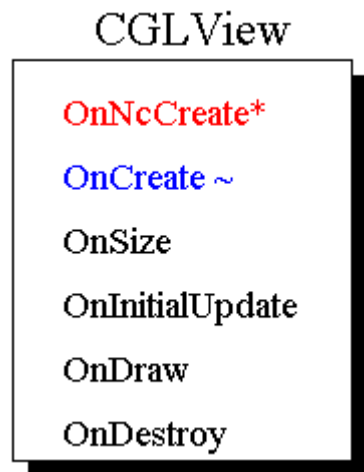 CGLView
OnNcCreate*
OnCreate ~
OnSize
OnInitialUpdate
OnDraw
OnDestroy